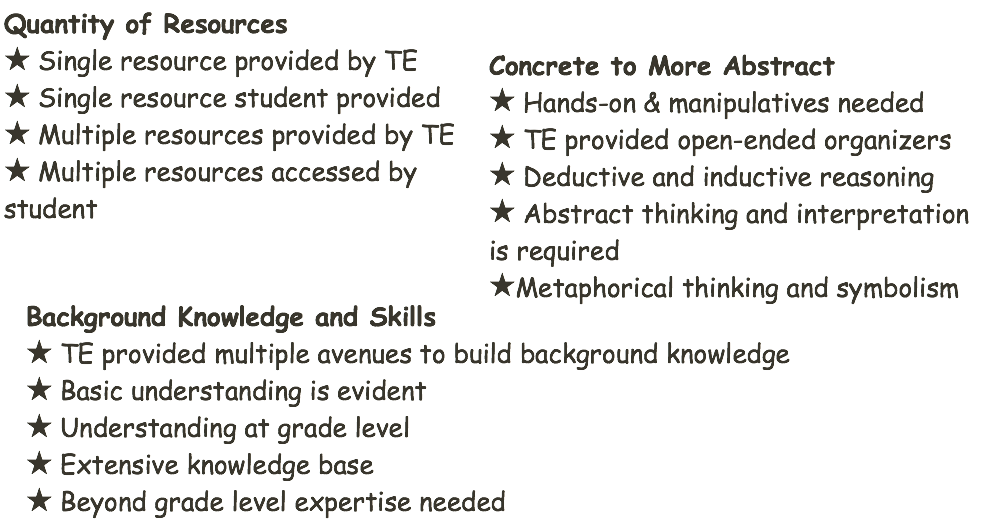 Quantity of Resources
★ Single resource provided by TE
★ Single resource student provided
★ Multiple resources provided by TE
★ Multiple resources accessed by
student
Concrete to More Abstract
★ Hands-on & manipulatives needed
★ TE provided open-ended organizers
★ Deductive and inductive reasoning
★ Abstract thinking and interpretation
is required
★Metaphorical thinking and symbolism
Background Knowledge and Skills
★ TE provided multiple avenues to build background knowledge
★ Basic understanding is evident
★ Understanding at grade level
★ Extensive knowledge base
★ Beyond grade level expertise needed